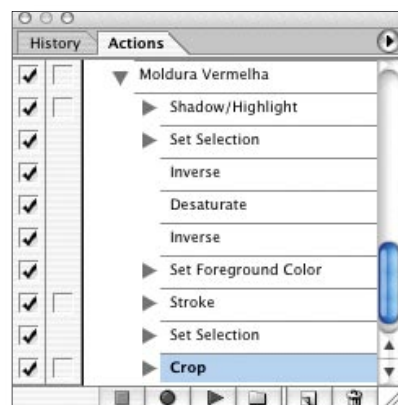 History Actions
Moldura Vermelha
Shadow/Highlight
Set Selection
Inverse
Desaturate
Inverse
Set Foreground Color
Stroke
Set Selection
Crop